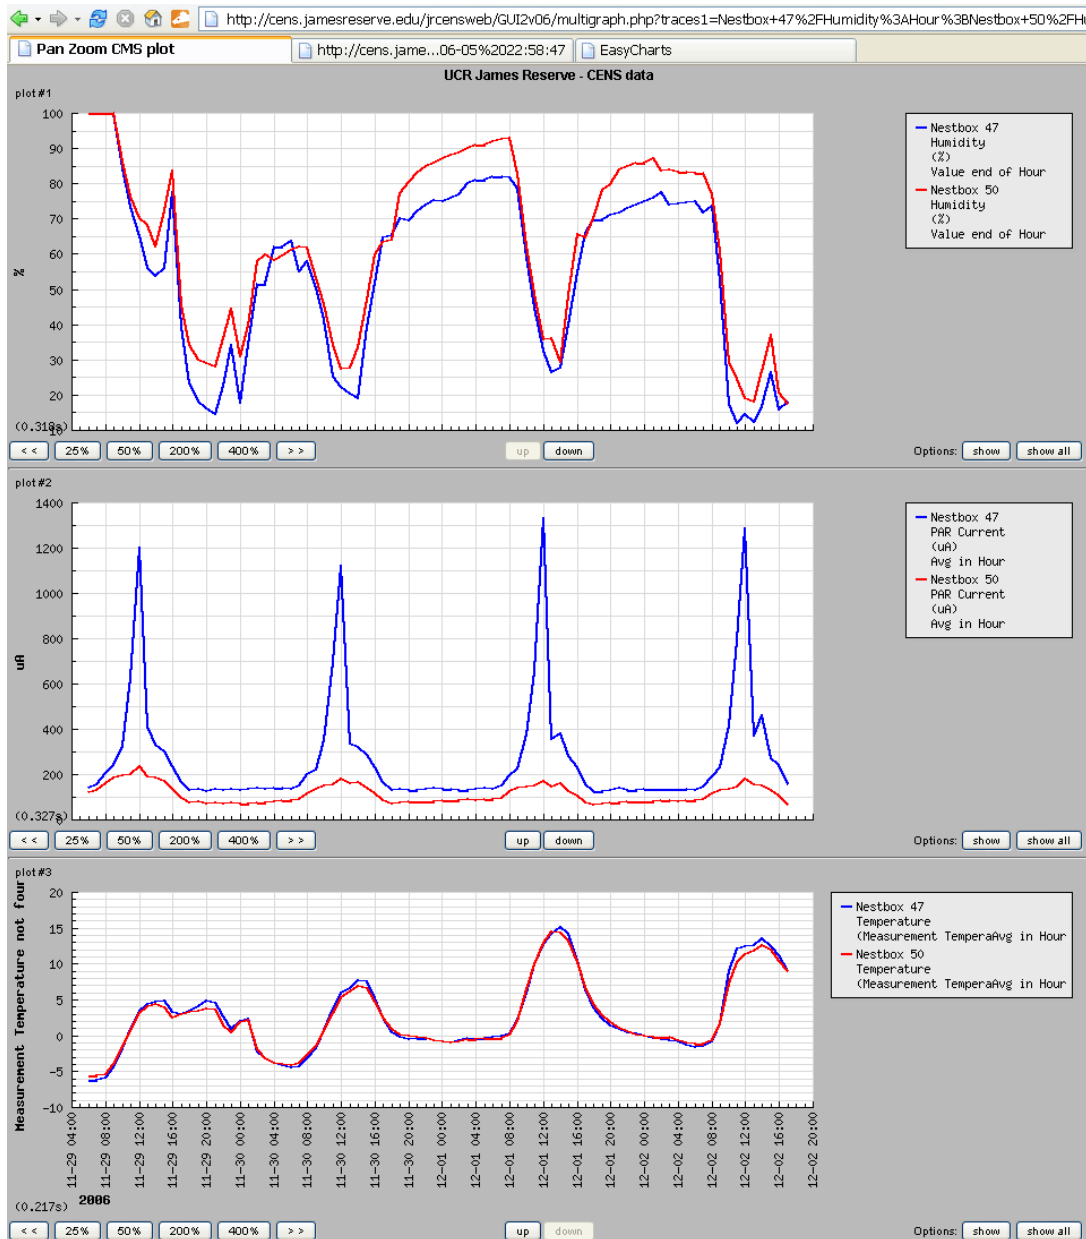 http://cens.jamesreserve.edu/jrcensweb/GUI2v06/multigraph.php?traces1=Nestbox+47%2FHumidity%3AHour%3BNestbox+50%2FHu
Pan Zoom CMS plot
http://cens.jame...06-05%2022:58:47
EasyCharts
UCR James Reserve - CENS data
plot#1
100
90
80
70
60
50
40
30
20
10
%
Nestbox 47
Humidity
(%)
Value end of Hour
Nestbox 50
Humidity
(%)
Value end of Hour
<< 25% 50% 200% 400% >> up down Options: show show all
plot#2
1400
1200
1000
800
600
400
200
0
uA
(0.327s)
Nestbox 47
PAR Current
(uA)
Avg in Hour
Nestbox 50
PAR Current
(uA)
Avg in Hour
<< 25% 50% 200% 400% >> up down Options: show show all
plot#3
Measurement Temperature not four
20
15
10
5
0
-5
-10
Nestbox 47
Temperature
(Measurement TemperaAvg in Hour
Nestbox 50
Temperature
(Measurement TemperaAvg in Hour
11-29 04:00
11-29 08:00
11-29 12:00
11-29 16:00
11-29 20:00
11-30 00:00
11-30 04:00
11-30 08:00
11-30 12:00
11-30 16:00
11-30 20:00
12-01 00:00
12-01 04:00
12-01 08:00
12-01 12:00
12-01 16:00
12-01 20:00
12-02 00:00
12-02 04:00
12-02 08:00
12-02 12:00
12-02 16:00
12-02 20:00
2006
(0.217s)
<< 25% 50% 200% 400% >> up down Options: show show all